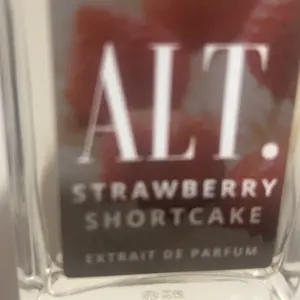 ALT.
STRAWBERRY
SHORTCAKE
EXTRAIT DE PARFUM